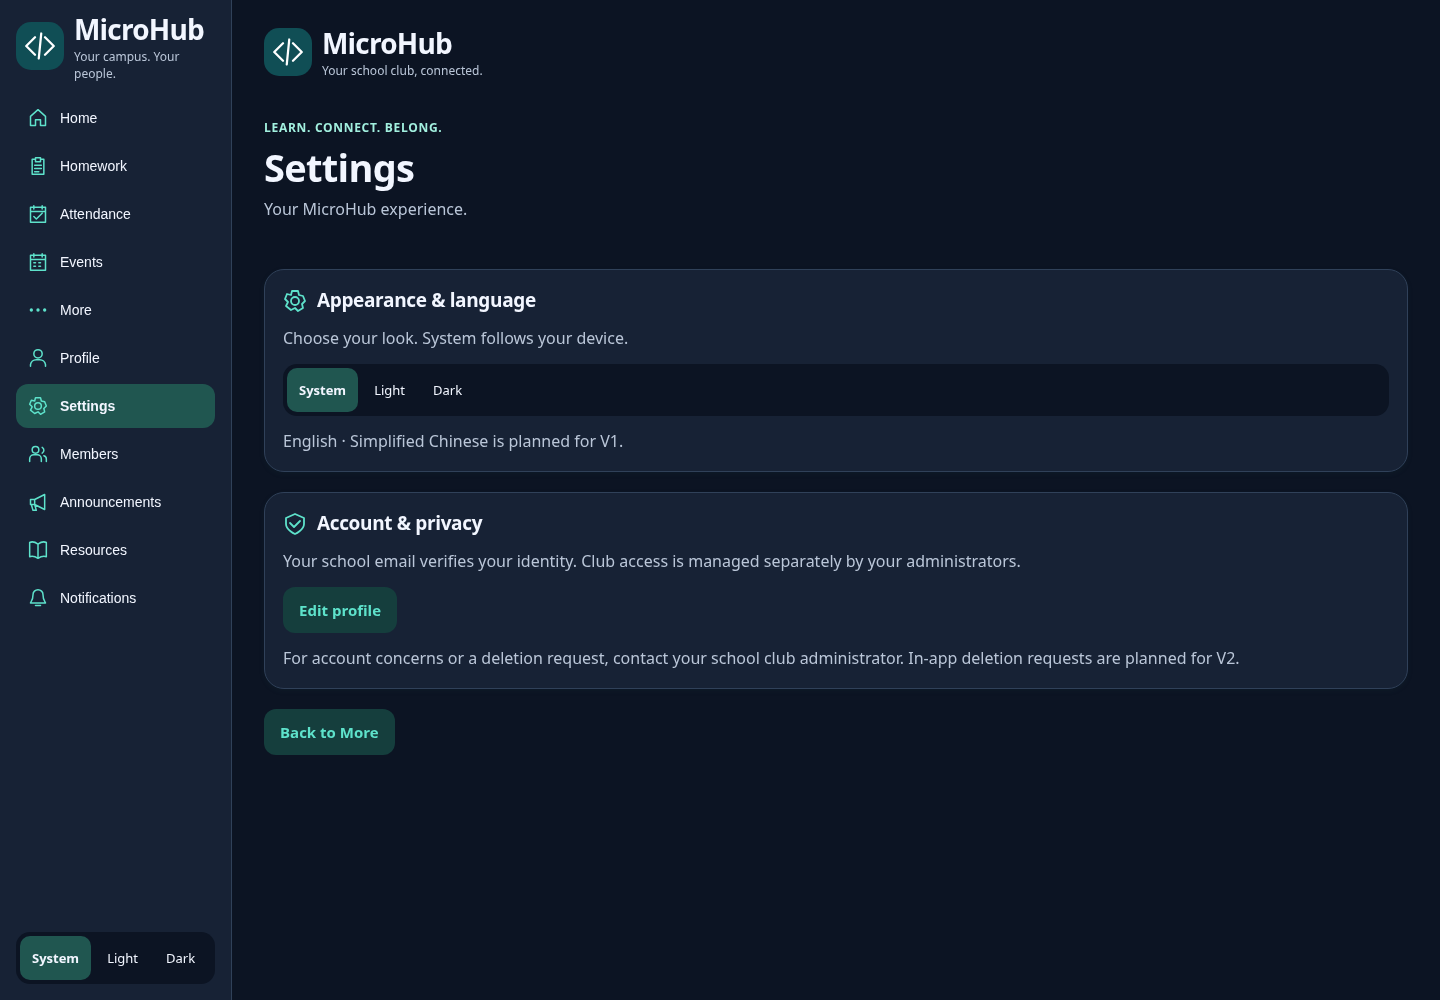 MicroHub
Your campus. Your
people.
Home
Homework
Attendance
Events
More
Profile
Settings
Members
Announcements
Resources
Notifications
System Light Dark
MicroHub
Your school club, connected.
LEARN. CONNECT. BELONG.
Settings
Your MicroHub experience.
Appearance & language
Choose your look. System follows your device.
System Light Dark
English · Simplified Chinese is planned for V1.
Account & privacy
Your school email verifies your identity. Club access is managed separately by your administrators.
Edit profile
For account concerns or a deletion request, contact your school club administrator. In-app deletion requests are planned for V2.
Back to More